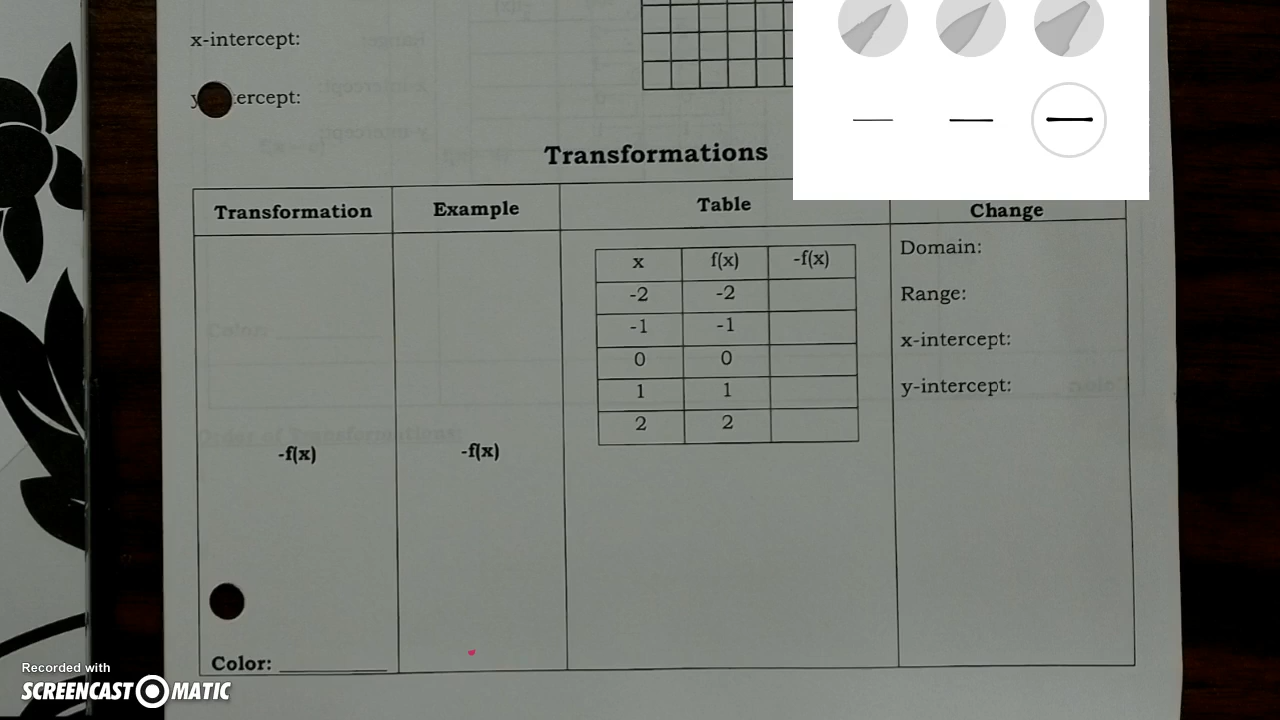 x-intercept:
ercept:
Transformations
Transformation Example Table Change
x f(x) -f(x)
-2 -2
-1 -1
0 0
1 1
2 2
Domain:
Range:
x-intercept:
y-intercept:
-f(x) -f(x)
Color:
Recorded with
SCREENCAST O MATIC